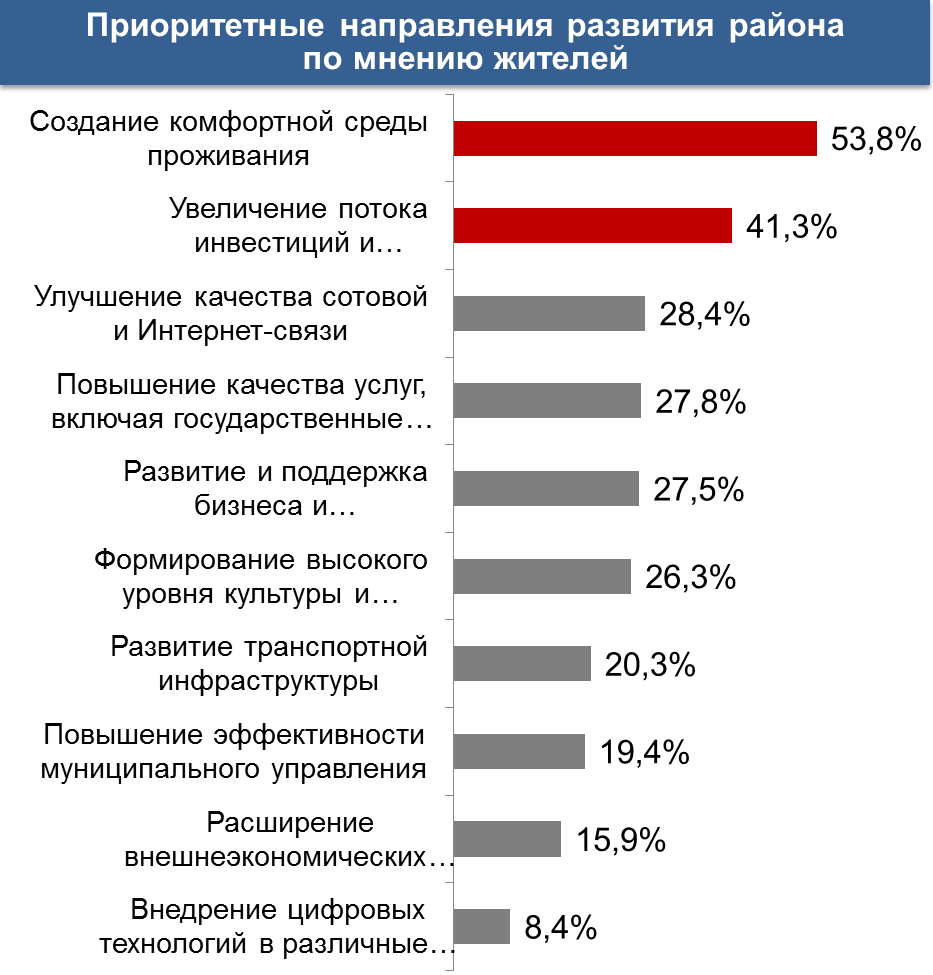 Приоритетные направления развития района
по мнению жителей
Создание комфортной среды
проживания
53,8%
Увеличение потока
инвестиций и…
41,3%
Улучшение качества сотовой
и Интернет-связи
28,4%
Повышение качества услуг,
включая государственные…
27,8%
Развитие и поддержка
бизнеса и…
27,5%
Формирование высокого
уровня культуры и…
26,3%
Развитие транспортной
инфраструктуры
20,3%
Повышение эффективности
муниципального управления
19,4%
Расширение
внешнеэкономических…
15,9%
Внедрение цифровых
технологий в различные…
8,4%